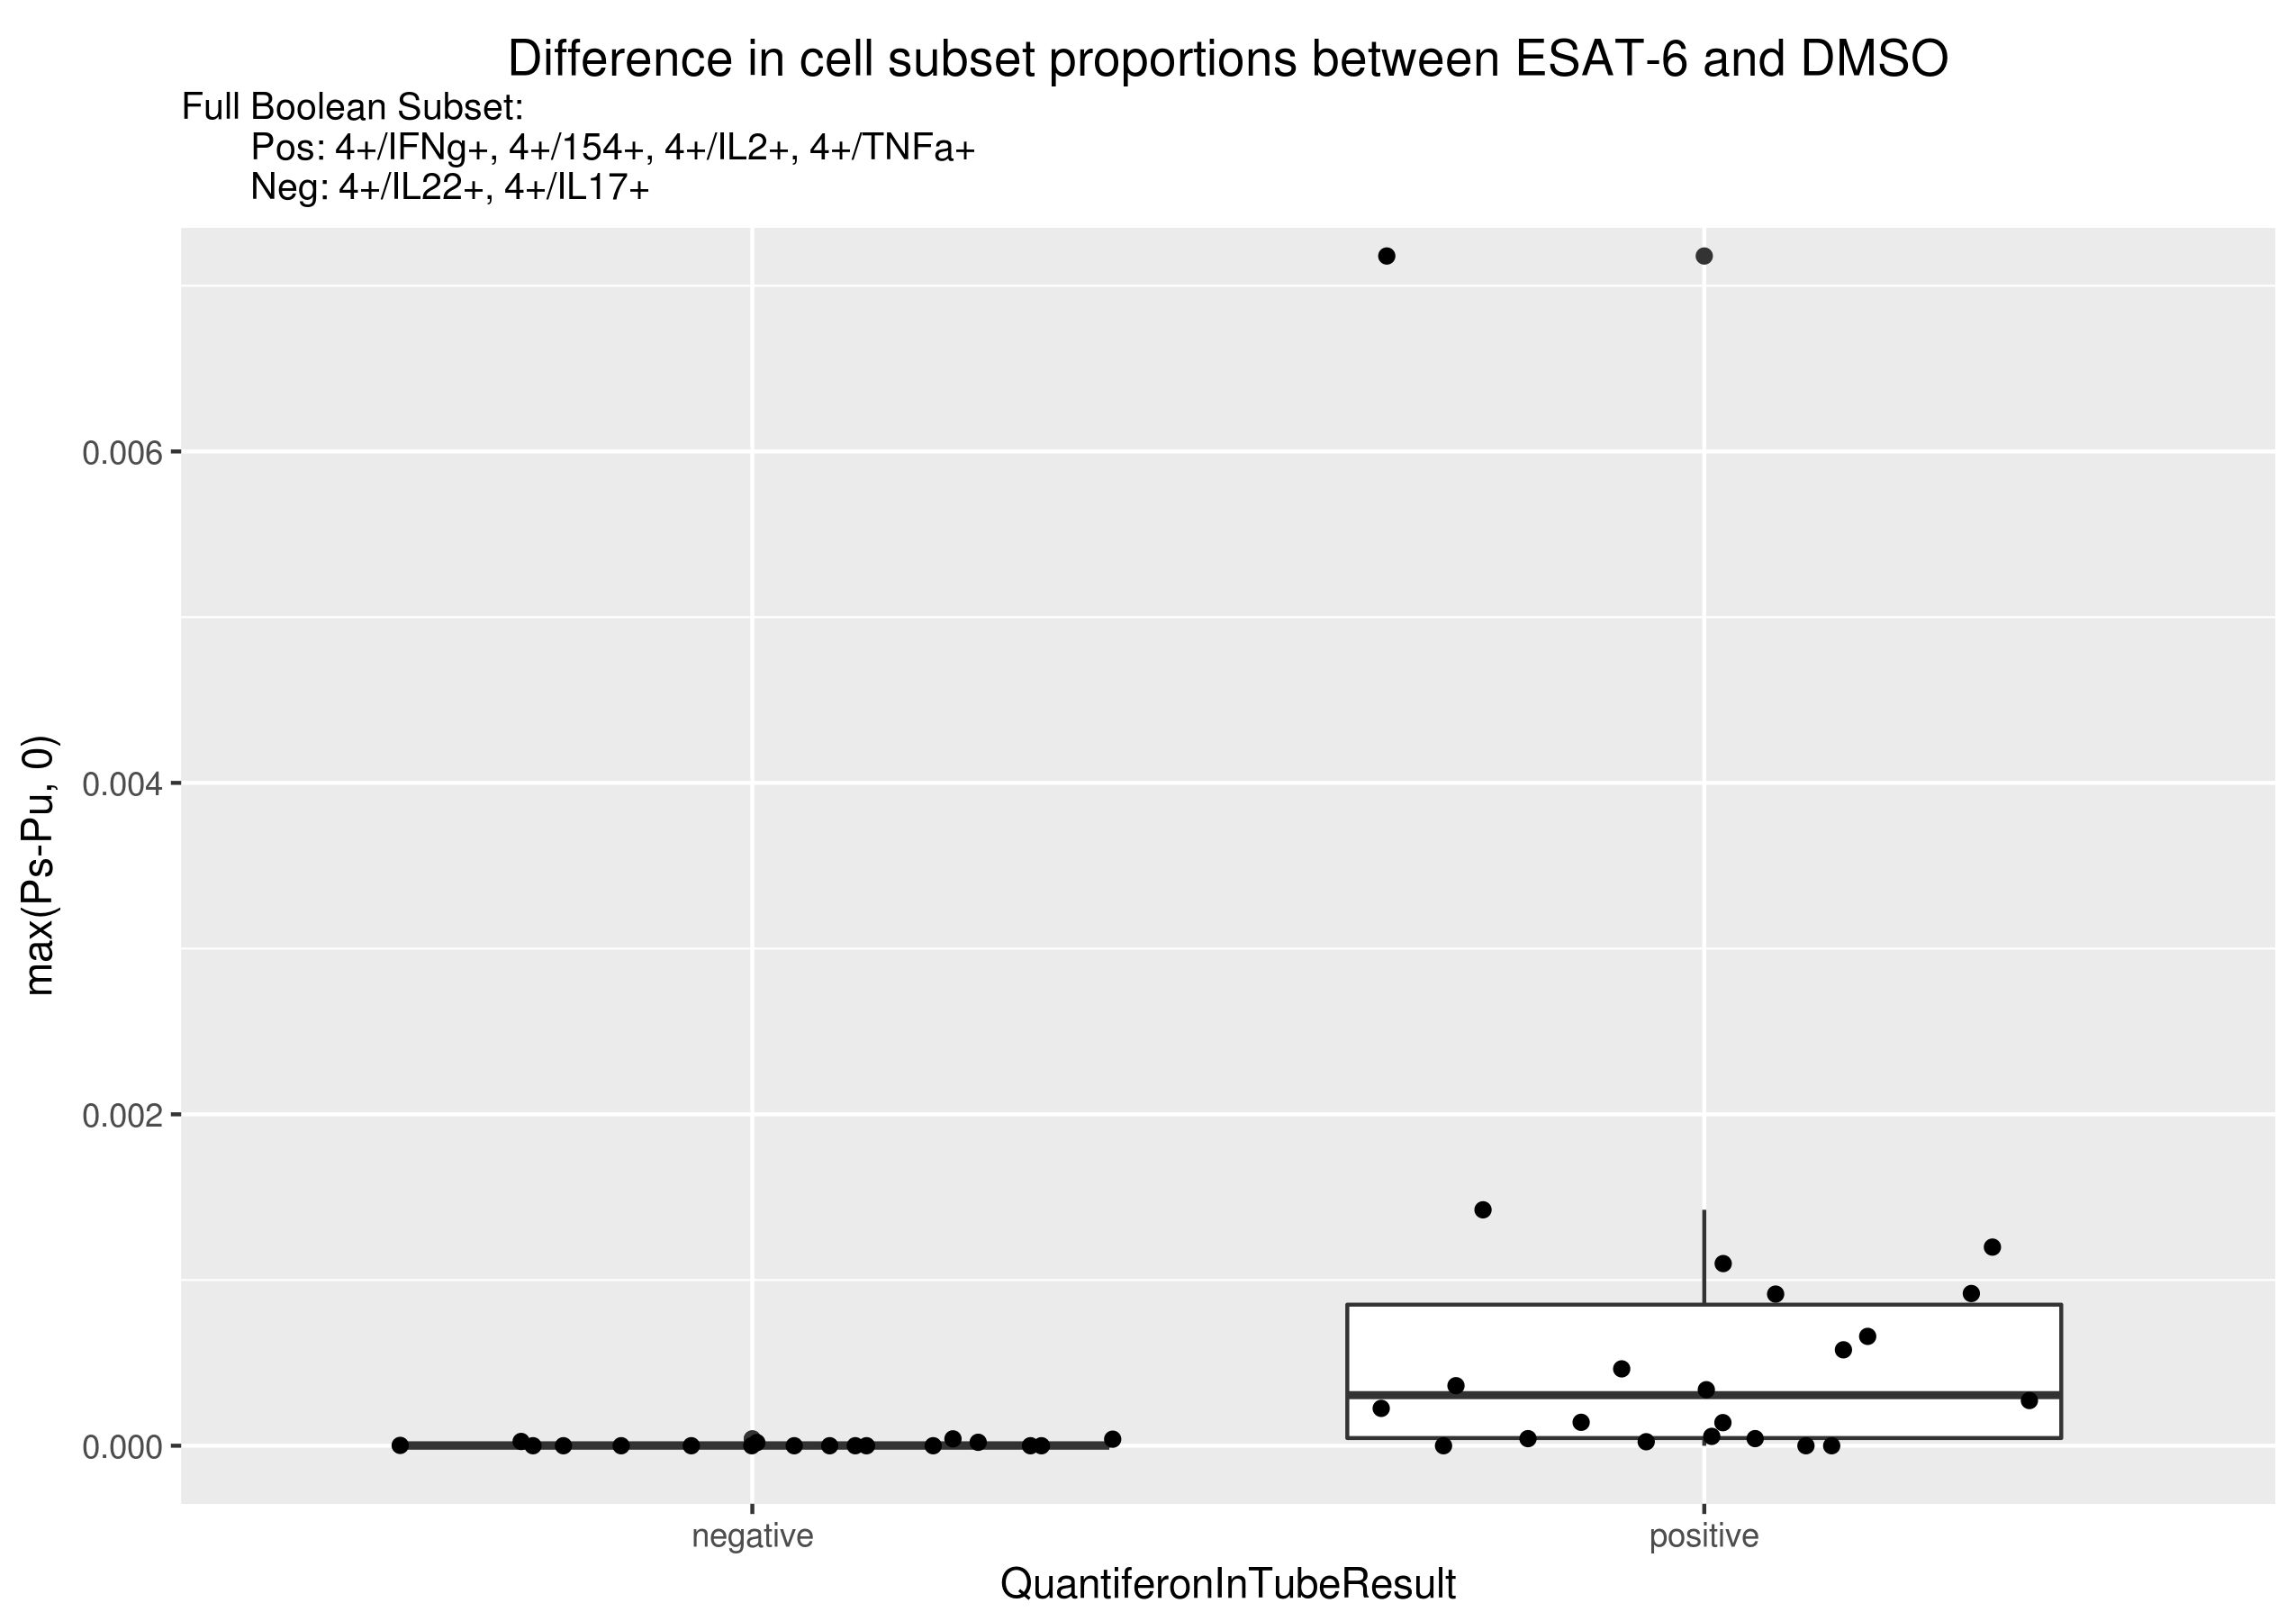 Difference in cell subset proportions between ESAT-6 and DMSO
Full Boolean Subset:
Pos: 4+/IFNg+, 4+/154+, 4+/IL2+, 4+/TNFa+
Neg: 4+/IL22+, 4+/IL17+
max(Ps-Pu, 0)
0.006
0.004
0.002
0.000
negative
positive
QuantiferonInTubeResult